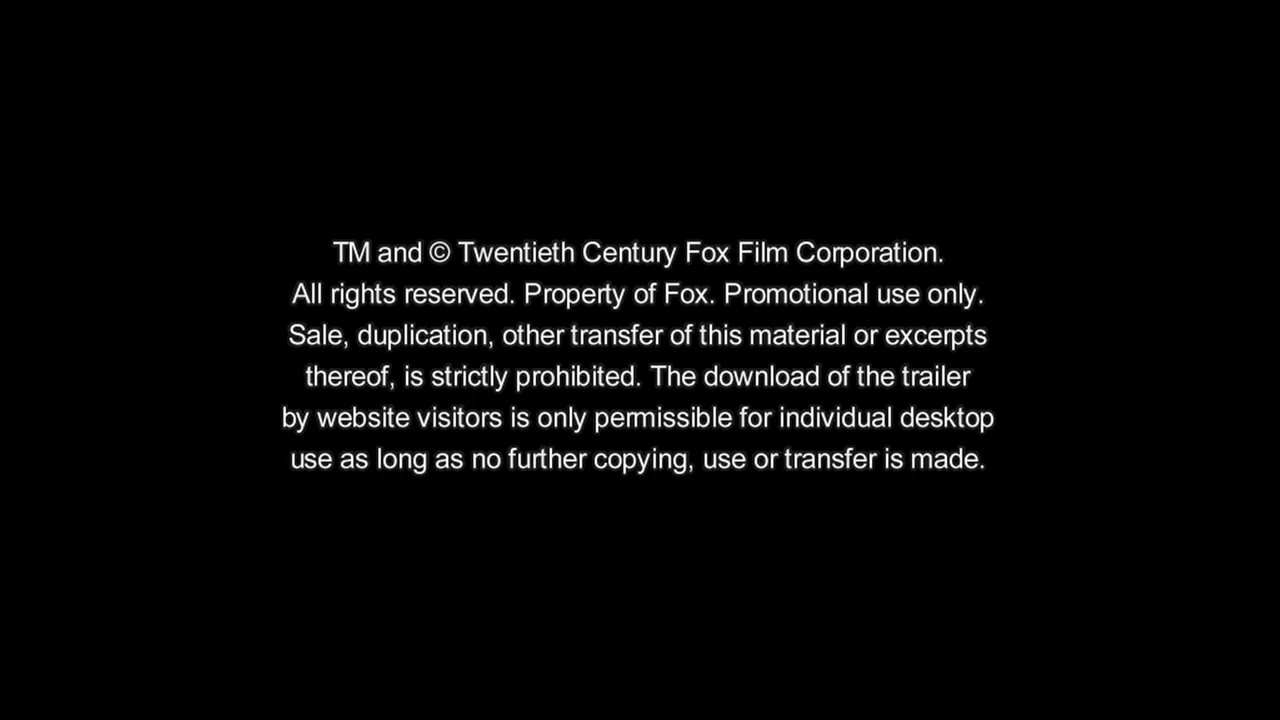 TM and © Twentieth Century Fox Film Corporation.
All rights reserved. Property of Fox. Promotional use only.
Sale, duplication, other transfer of this material or excerpts
thereof, is strictly prohibited. The download of the trailer
by website visitors is only permissible for individual desktop
use as long as no further copying, use or transfer is made.